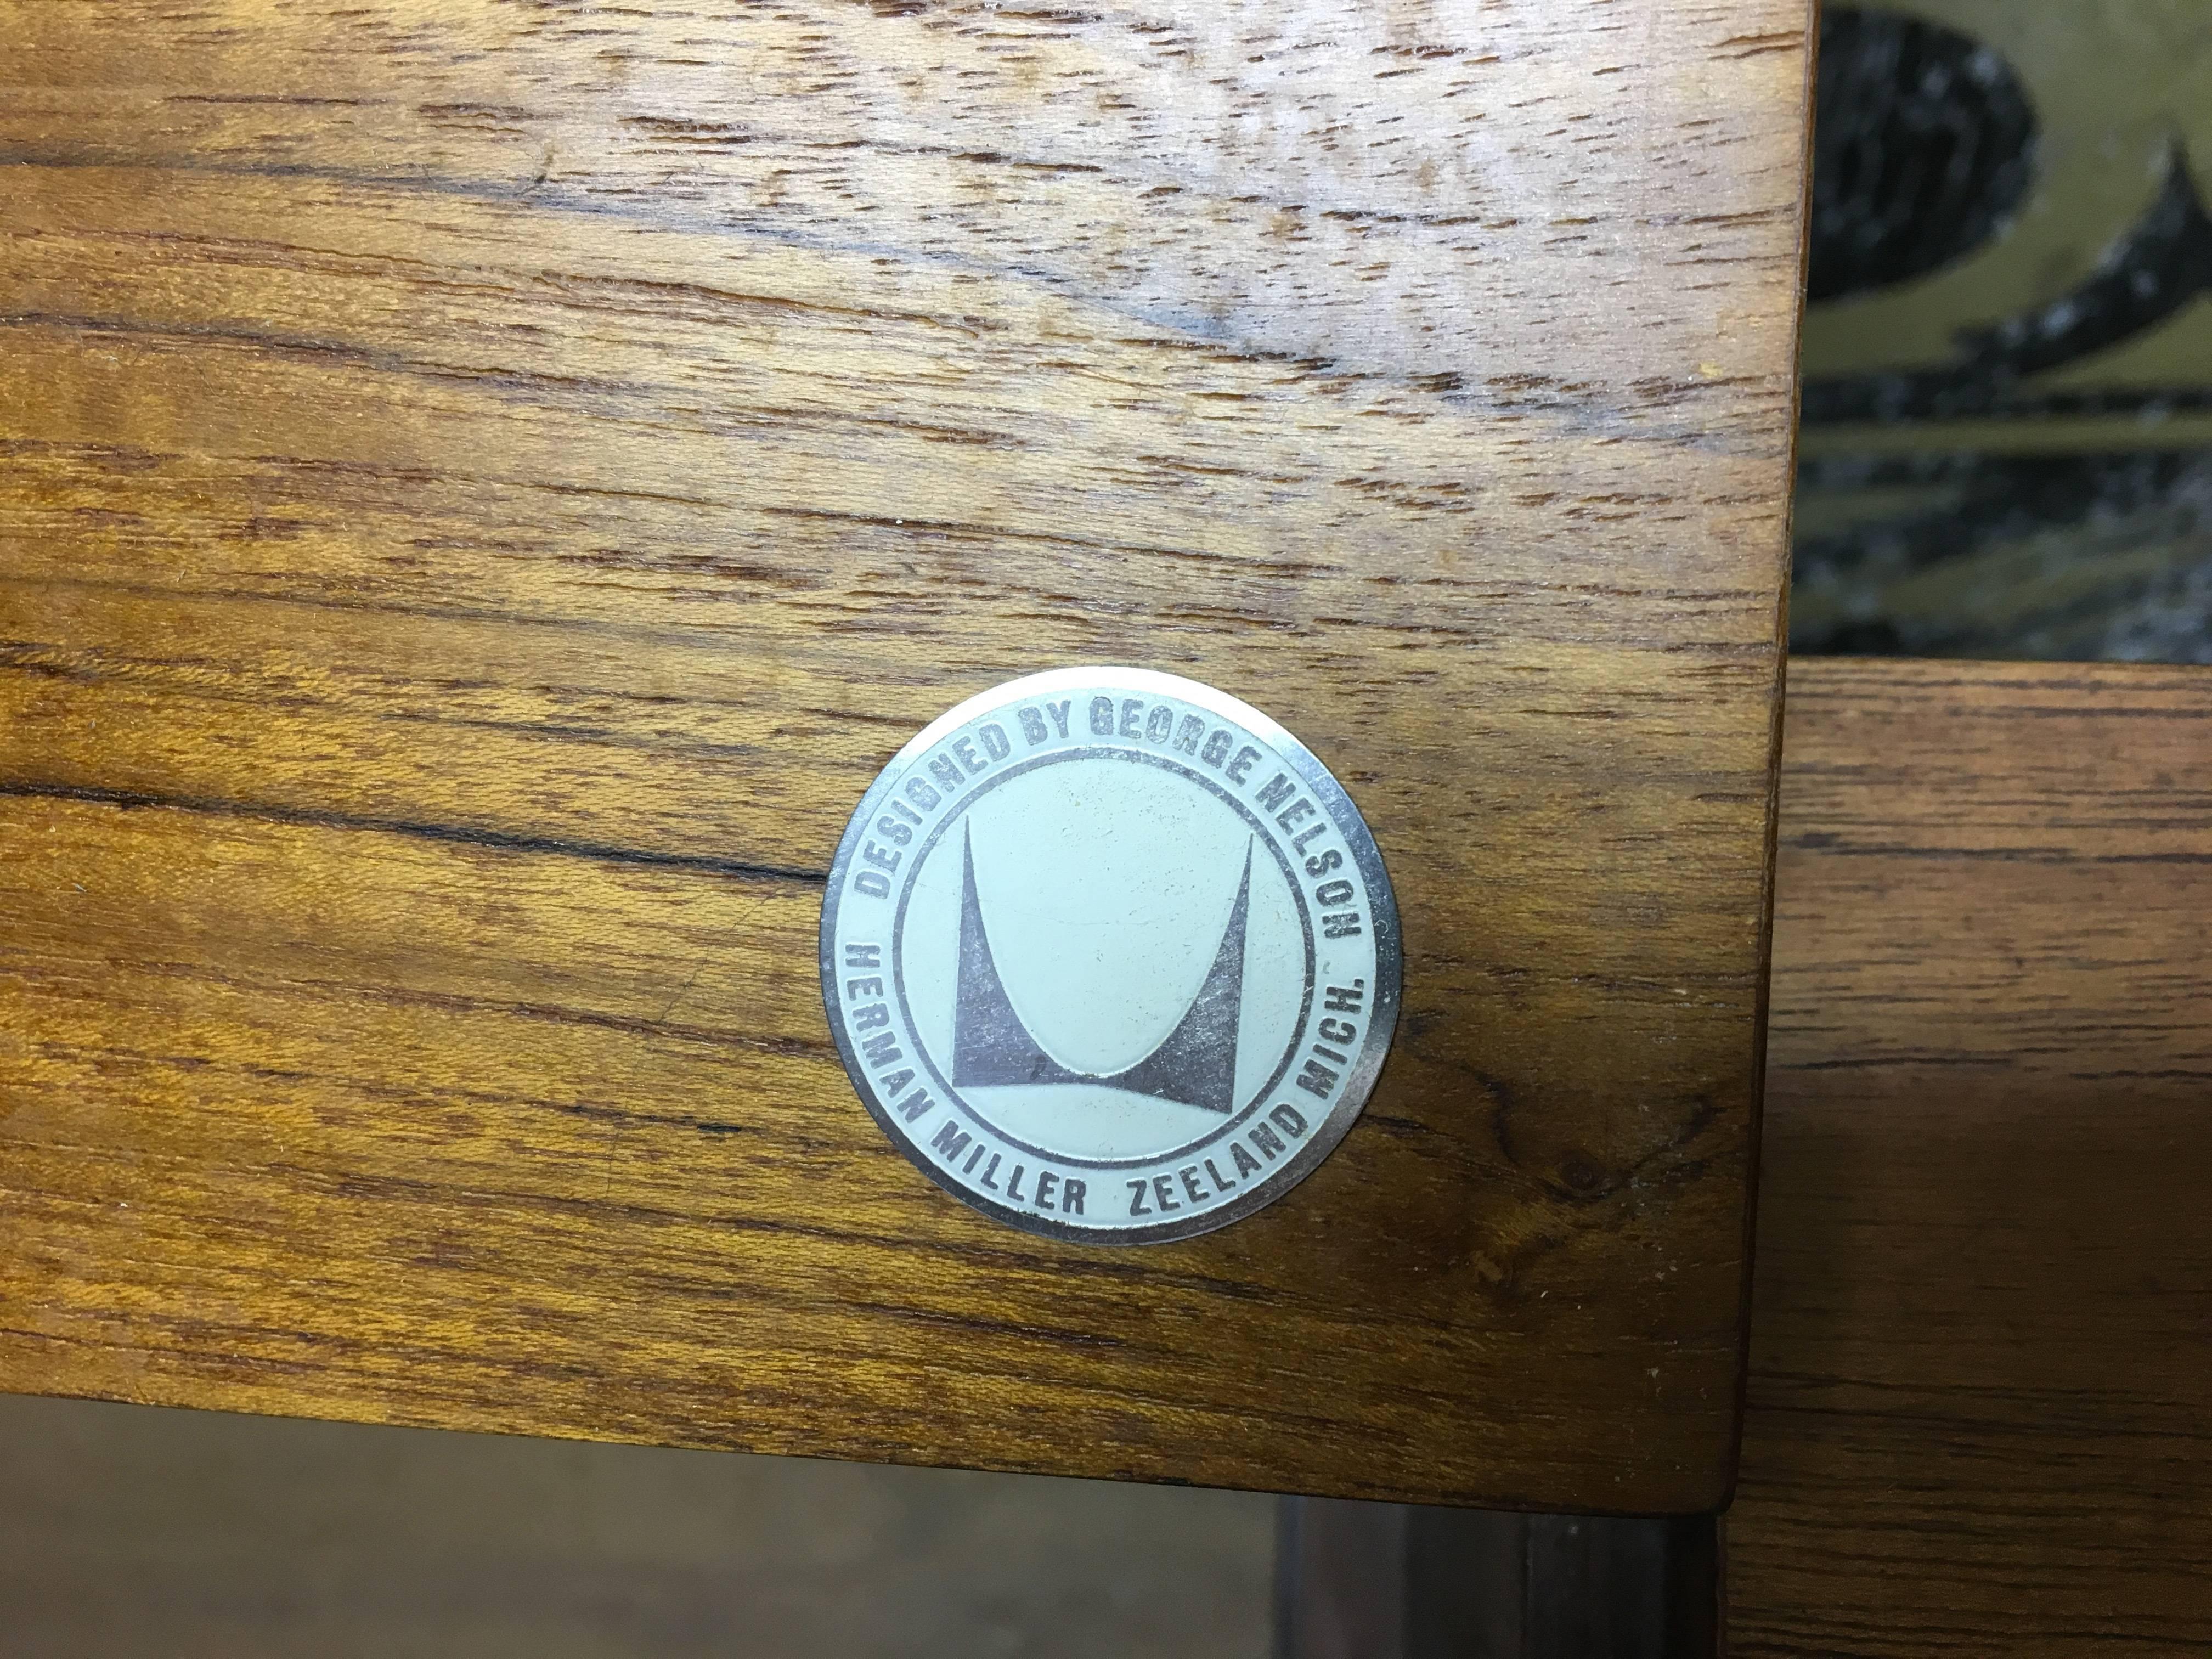 DESIGNED BY GEORGE NELSON
HERMAN MILLER ZEELAND MICH.